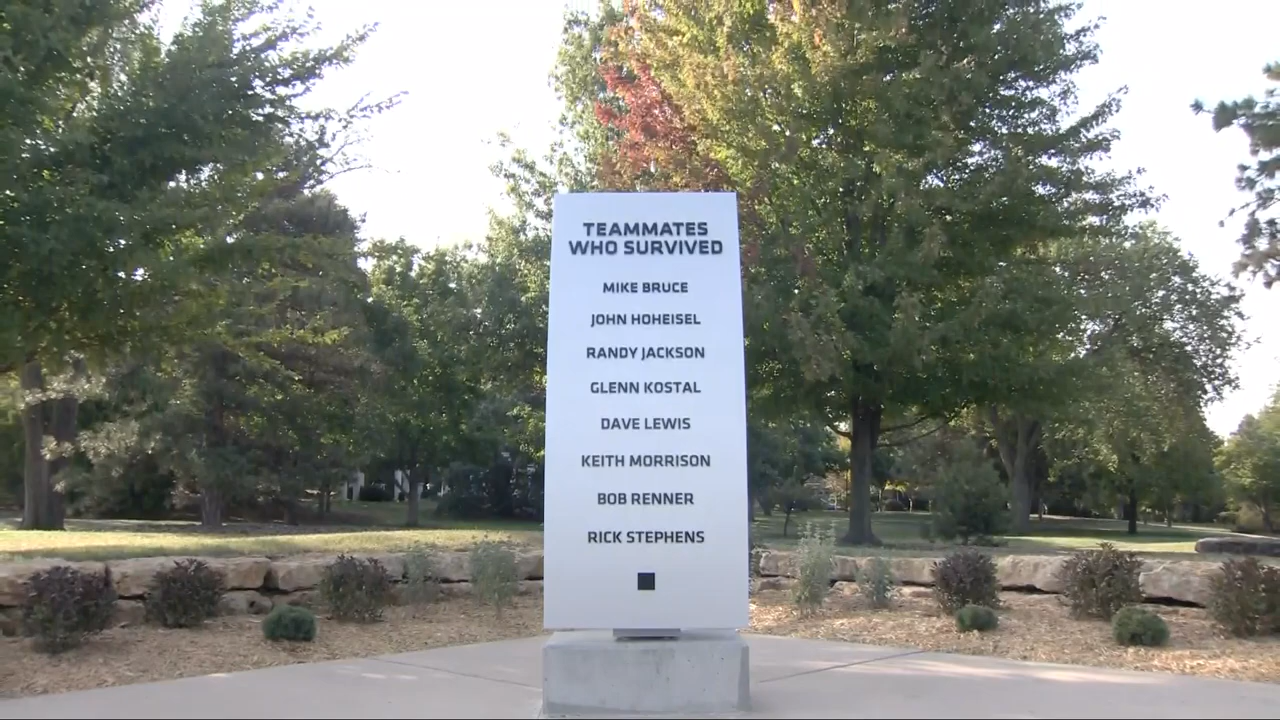 TEAMMATES
WHO SURVIVED
MIKE BRUCE
JOHN HOHEISEL
RANDY JACKSON
GLENN KOSTAL
DAVE LEWIS
KEITH MORRISON
BOB RENNER
RICK STEPHENS